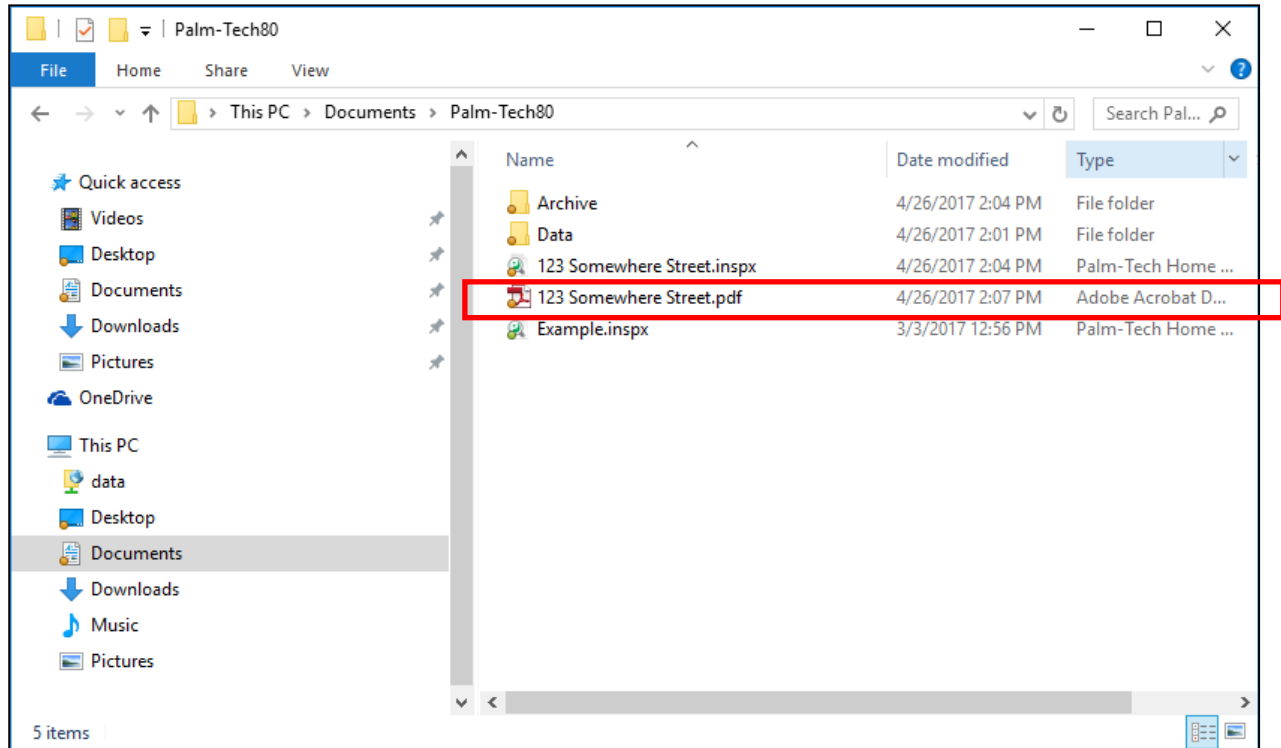 Palm-Tech80
File Home Share View
This PC Documents Palm-Tech80 Search Pal...
Name Date modified Type
Quick access
Videos
Desktop
Documents
Downloads
Pictures
OneDrive
This PC
data
Desktop
Documents
Downloads
Music
Pictures
Archive 4/26/2017 2:04 PM File folder
Data 4/26/2017 2:01 PM File folder
123 Somewhere Street.inspx 4/26/2017 2:04 PM Palm-Tech Home ...
123 Somewhere Street.pdf 4/26/2017 2:07 PM Adobe Acrobat D...
Example.inspx 3/3/2017 12:56 PM Palm-Tech Home ...
5 items